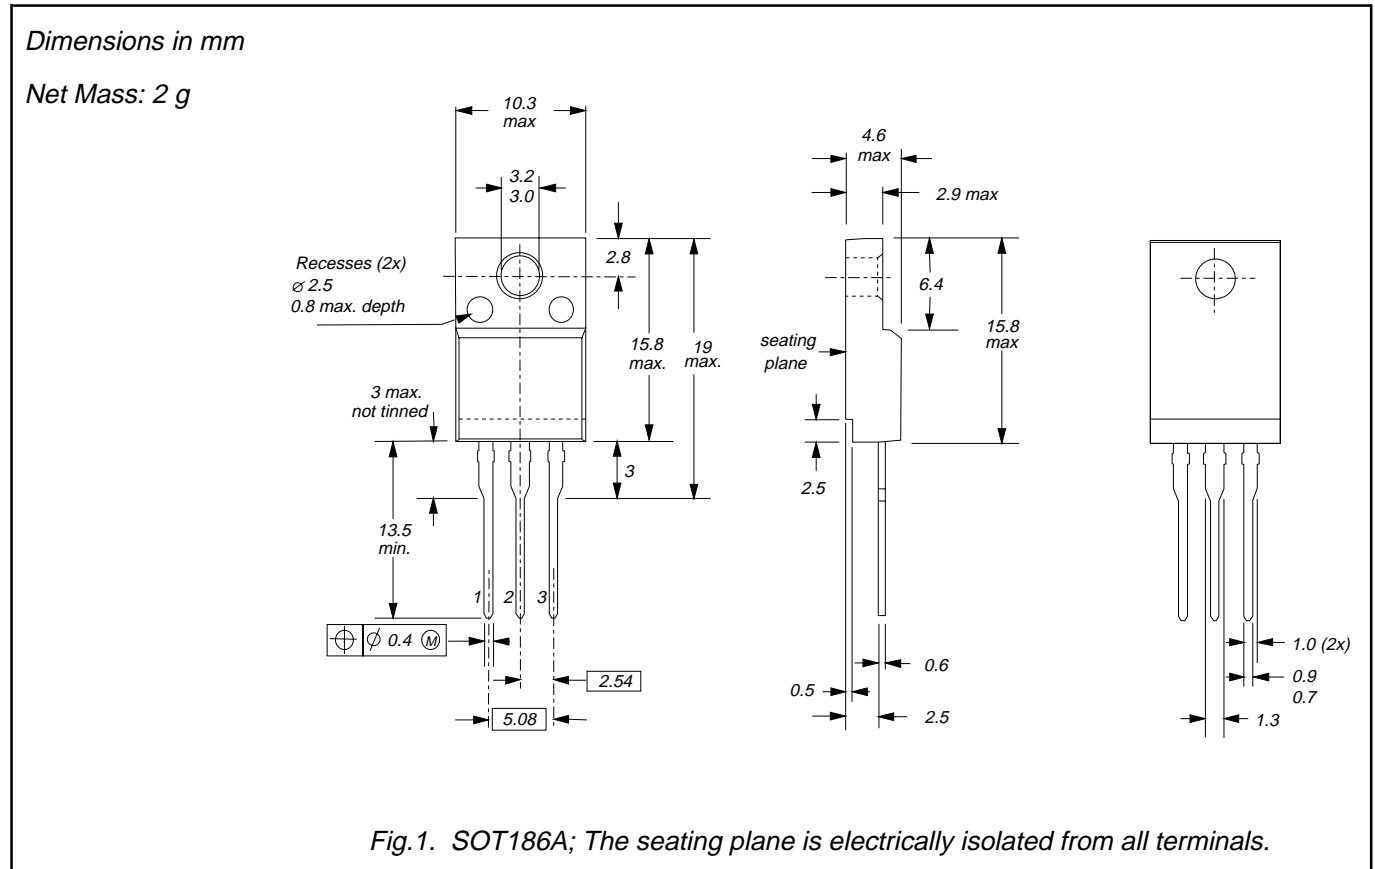 Dimensions in mm
Net Mass: 2 g
10.3
max
3.2
3.0
2.8
Recesses (2x)
⌀ 2.5
0.8 max. depth
15.8
max.
19
max.
3 max.
not tinned
3
13.5
min.
1 2 3
⌀ 0.4 Ⓜ
2.54
5.08
4.6
max
2.9 max
6.4
15.8
max
seating
plane
2.5
0.6
0.5
2.5
1.0 (2x)
0.9
0.7
1.3
Fig.1. SOT186A; The seating plane is electrically isolated from all terminals.